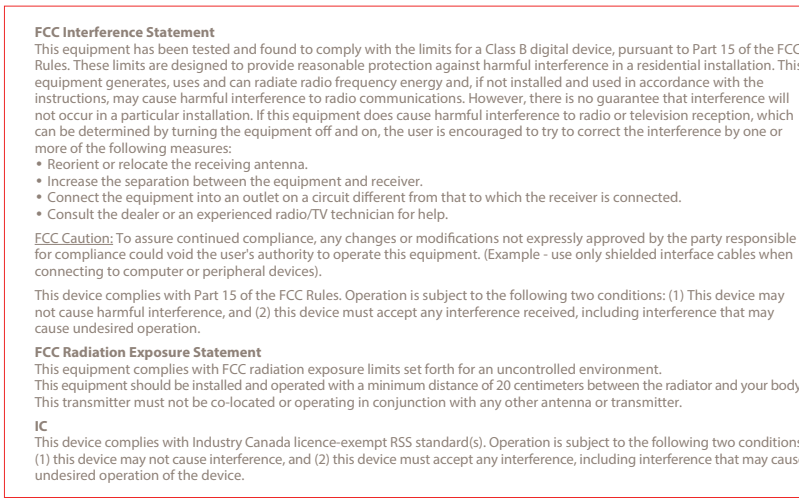 FCC Interference Statement
This equipment has been tested and found to comply with the limits for a Class B digital device, pursuant to Part 15 of the FCC
Rules. These limits are designed to provide reasonable protection against harmful interference in a residential installation. This
equipment generates, uses and can radiate radio frequency energy and, if not installed and used in accordance with the
instructions, may cause harmful interference to radio communications. However, there is no guarantee that interference will
not occur in a particular installation. If this equipment does cause harmful interference to radio or television reception, which
can be determined by turning the equipment off and on, the user is encouraged to try to correct the interference by one or
more of the following measures:
• Reorient or relocate the receiving antenna.
• Increase the separation between the equipment and receiver.
• Connect the equipment into an outlet on a circuit different from that to which the receiver is connected.
• Consult the dealer or an experienced radio/TV technician for help.
FCC Caution: To assure continued compliance, any changes or modifications not expressly approved by the party responsible
for compliance could void the user's authority to operate this equipment. (Example - use only shielded interface cables when
connecting to computer or peripheral devices).
This device complies with Part 15 of the FCC Rules. Operation is subject to the following two conditions: (1) This device may
not cause harmful interference, and (2) this device must accept any interference received, including interference that may
cause undesired operation.
FCC Radiation Exposure Statement
This equipment complies with FCC radiation exposure limits set forth for an uncontrolled environment.
This equipment should be installed and operated with a minimum distance of 20 centimeters between the radiator and your body
This transmitter must not be co-located or operating in conjunction with any other antenna or transmitter.
IC
This device complies with Industry Canada licence-exempt RSS standard(s). Operation is subject to the following two conditions
(1) this device may not cause interference, and (2) this device must accept any interference, including interference that may cause
undesired operation of the device.